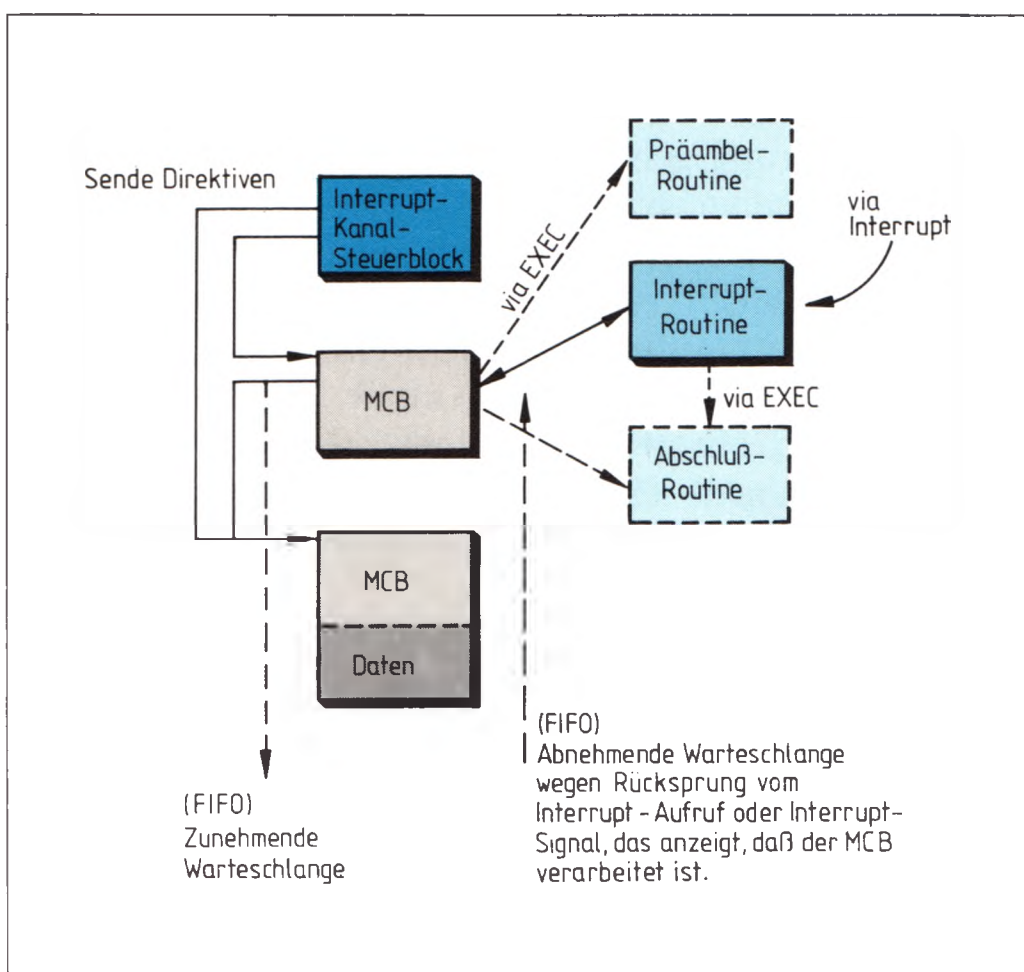 Sende Direktiven
Interrupt-
Kanal-
Steuerblock
Präambel-
Routine
via
Interrupt
via EXEC
Interrupt-
Routine
MCB
via EXEC
Abschluß-
Routine
MCB
Daten
(FIFO)
Zunehmende
Warteschlange
(FIFO)
Abnehmende Warteschlange
wegen Rücksprung vom
Interrupt-Aufruf oder Interrupt-
Signal, das anzeigt, daß der MCB
verarbeitet ist.